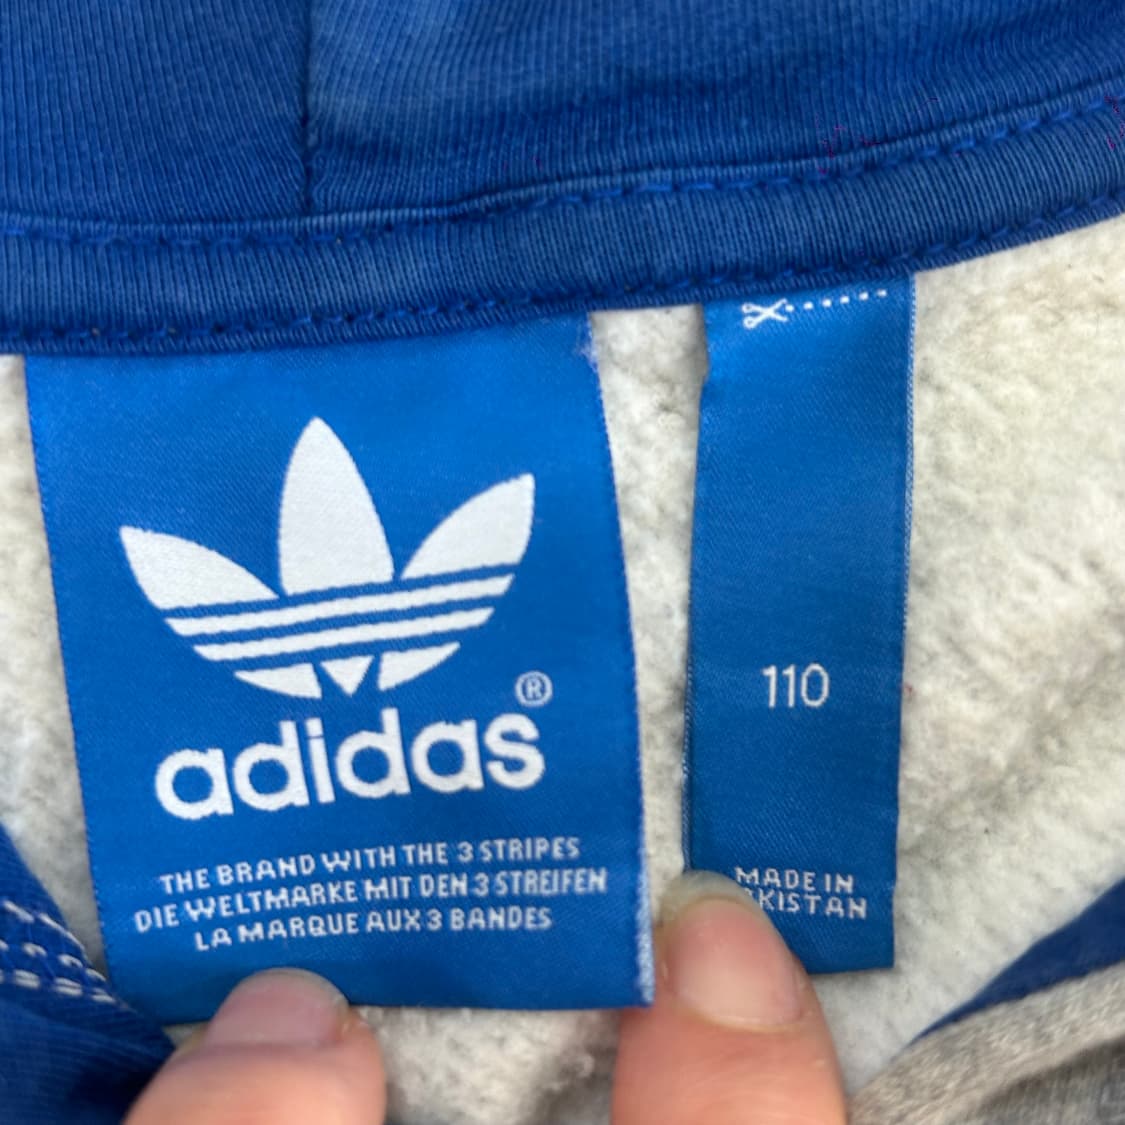 ®
adidas
THE BRAND WITH THE 3 STRIPES
DIE WELTMARKE MIT DEN 3 STREIFEN
LA MARQUE AUX 3 BANDES
110
MADE IN
KISTAN